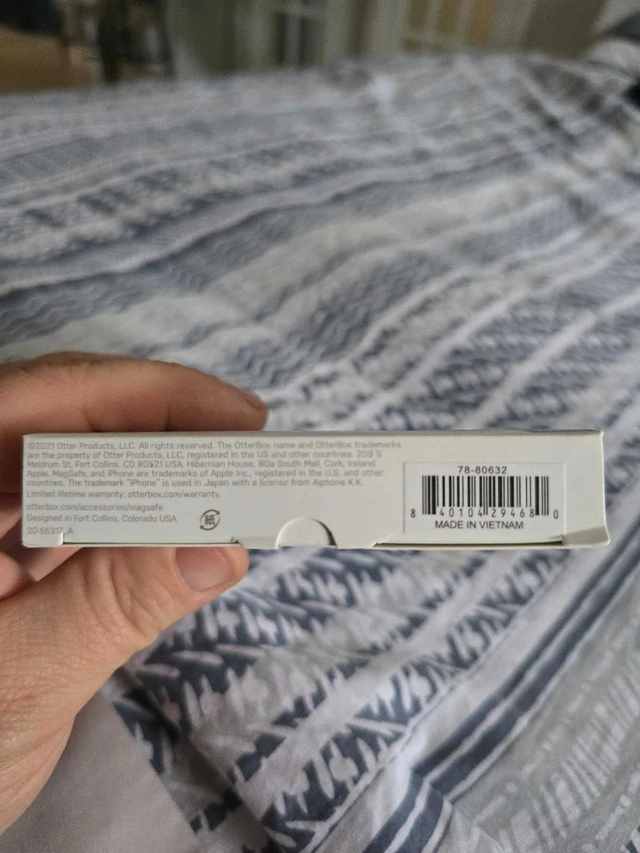 ©2021 Otter Products, LLC. All rights reserved. The OtterBox name and OtterBox trademarks
are the property of Otter Products, LLC, registered in the US and other countries. 209 S
Meldrum St, Fort Collins, CO 80521 USA. Hibernian House, 80a South Mall, Cork, Ireland.
Apple, MagSafe, and iPhone are trademarks of Apple Inc., registered in the U.S. and other
countries. The trademark "iPhone" is used in Japan with a license from Aiphone K.K.
Limited lifetime warranty: otterbox.com/warranty.
otterbox.com/accessories/magsafe
Designed in Fort Collins, Colorado USA
20-56317_A
紙
78-80632
8 40104 29468 0
MADE IN VIETNAM